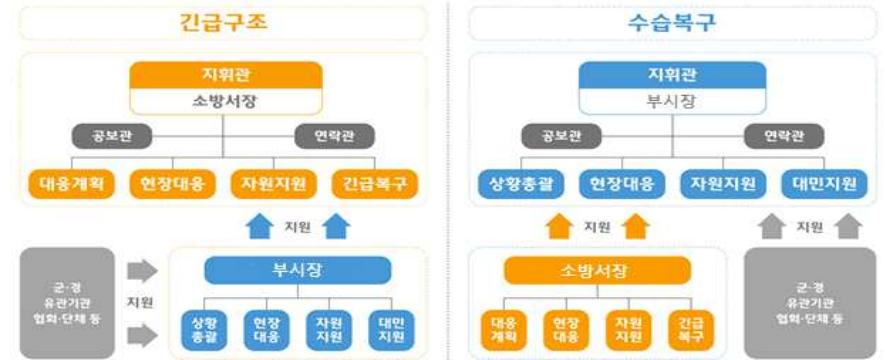 긴급구조
지휘관
소방서장
공보관
연락관
대응계획
현장대응
자원지원
긴급복구
지원
군·경
유관기관
협회·단체 등
지원
부시장
상황
총괄
현장
대응
자원
지원
대민
지원
수습복구
지휘관
부시장
공보관
연락관
상황총괄
현장대응
자원지원
대민지원
지원
지원
소방서장
대응
계획
현장
대응
자원
지원
긴급
복구
군·경
유관기관
협회·단체 등